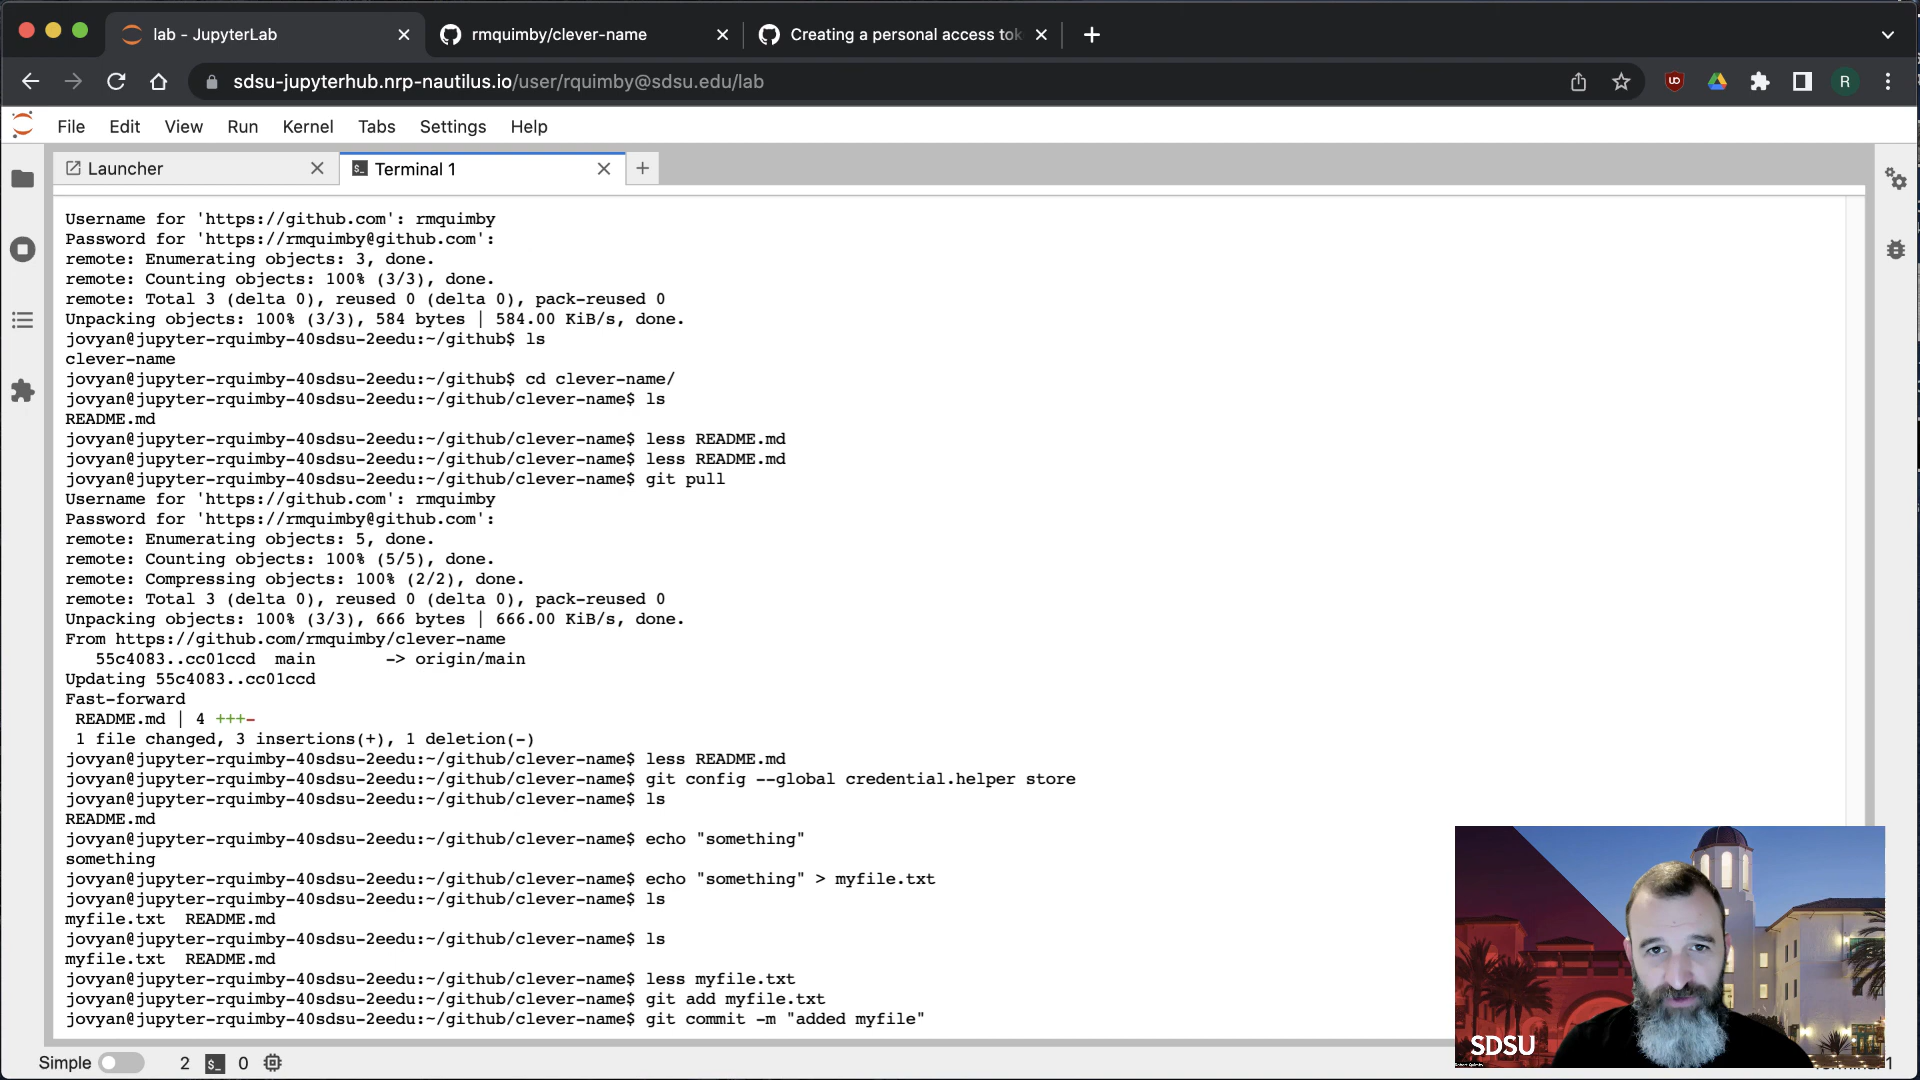 lab - JupyterLab
rmquimby/clever-name
Creating a personal access tok
sdsu-jupyterhub.nrp-nautilus.io/user/rquimby@sdsu.edu/lab
R
File Edit View Run Kernel Tabs Settings Help
Launcher
Terminal 1
Username for 'https://github.com': rmquimby
Password for 'https://rmquimby@github.com':
remote: Enumerating objects: 3, done.
remote: Counting objects: 100% (3/3), done.
remote: Total 3 (delta 0), reused 0 (delta 0), pack-reused 0
Unpacking objects: 100% (3/3), 584 bytes | 584.00 KiB/s, done.
jovyan@jupyter-rquimby-40sdsu-2eedu:~/github$ ls
clever-name
jovyan@jupyter-rquimby-40sdsu-2eedu:~/github$ cd clever-name/
jovyan@jupyter-rquimby-40sdsu-2eedu:~/github/clever-name$ ls
README.md
jovyan@jupyter-rquimby-40sdsu-2eedu:~/github/clever-name$ less README.md
jovyan@jupyter-rquimby-40sdsu-2eedu:~/github/clever-name$ less README.md
jovyan@jupyter-rquimby-40sdsu-2eedu:~/github/clever-name$ git pull
Username for 'https://github.com': rmquimby
Password for 'https://rmquimby@github.com':
remote: Enumerating objects: 5, done.
remote: Counting objects: 100% (5/5), done.
remote: Compressing objects: 100% (2/2), done.
remote: Total 3 (delta 0), reused 0 (delta 0), pack-reused 0
Unpacking objects: 100% (3/3), 666 bytes | 666.00 KiB/s, done.
From https://github.com/rmquimby/clever-name
   55c4083..cc01ccd  main       -> origin/main
Updating 55c4083..cc01ccd
Fast-forward
 README.md | 4 +++-
 1 file changed, 3 insertions(+), 1 deletion(-)
jovyan@jupyter-rquimby-40sdsu-2eedu:~/github/clever-name$ less README.md
jovyan@jupyter-rquimby-40sdsu-2eedu:~/github/clever-name$ git config --global credential.helper store
jovyan@jupyter-rquimby-40sdsu-2eedu:~/github/clever-name$ ls
README.md
jovyan@jupyter-rquimby-40sdsu-2eedu:~/github/clever-name$ echo "something"
something
jovyan@jupyter-rquimby-40sdsu-2eedu:~/github/clever-name$ echo "something" > myfile.txt
jovyan@jupyter-rquimby-40sdsu-2eedu:~/github/clever-name$ ls
myfile.txt  README.md
jovyan@jupyter-rquimby-40sdsu-2eedu:~/github/clever-name$ ls
myfile.txt  README.md
jovyan@jupyter-rquimby-40sdsu-2eedu:~/github/clever-name$ less myfile.txt
jovyan@jupyter-rquimby-40sdsu-2eedu:~/github/clever-name$ git add myfile.txt
jovyan@jupyter-rquimby-40sdsu-2eedu:~/github/clever-name$ git commit -m "added myfile"
SDSU
Simple 2 0